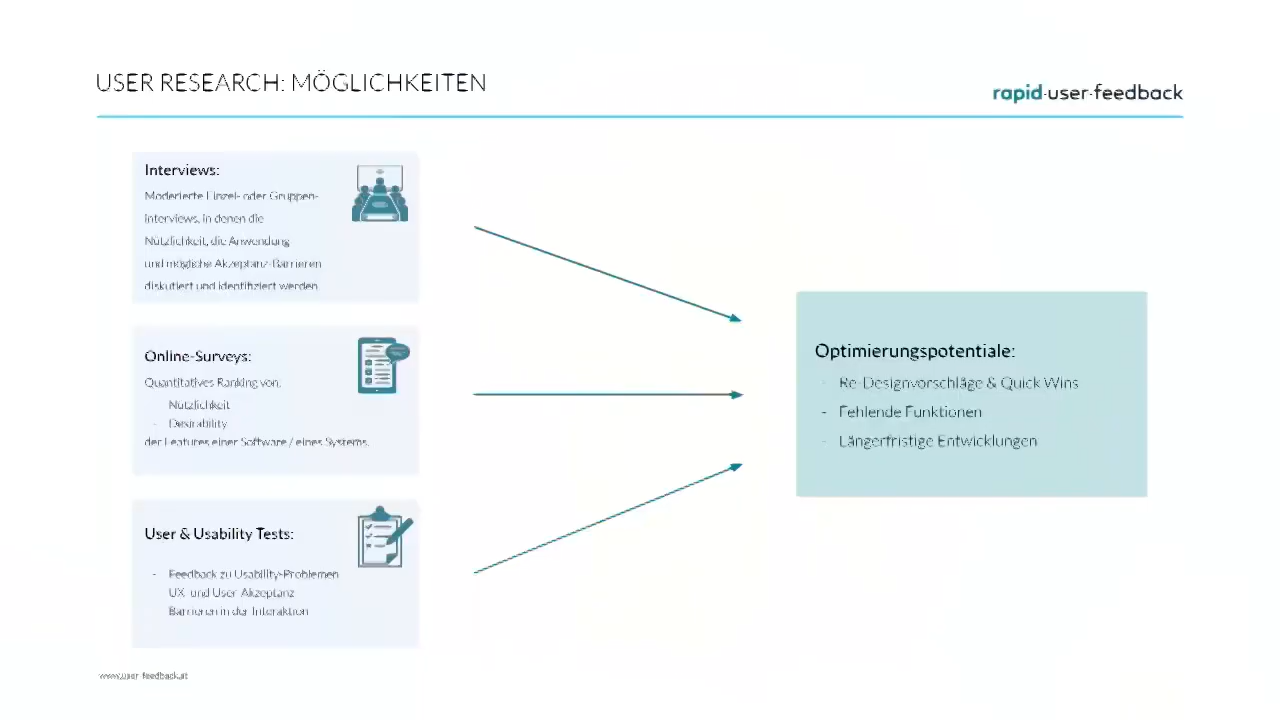 USER RESEARCH: MÖGLICHKEITEN
rapid·user·feedback
Interviews:
Moderierte Einzel- oder Gruppen-
Interviews, in denen die
Nützlichkeit, die Anwendung
und mögliche Akzeptanz-Barrieren
diskutiert und identifiziert werden
Online-Surveys:
Quantitatives Ranking von:
Nützlichkeit
- Desirability
der Features einer Software / eines Systems.
User & Usability Tests:
- Feedback zu Usability-Problemen
UX und User Akzeptanz
Barrieren in der Interaktion
Optimierungspotentiale:
- Re-Designvorschläge & Quick Wins
- Fehlende Funktionen
- Längerfristige Entwicklungen
www.user-feedback.at